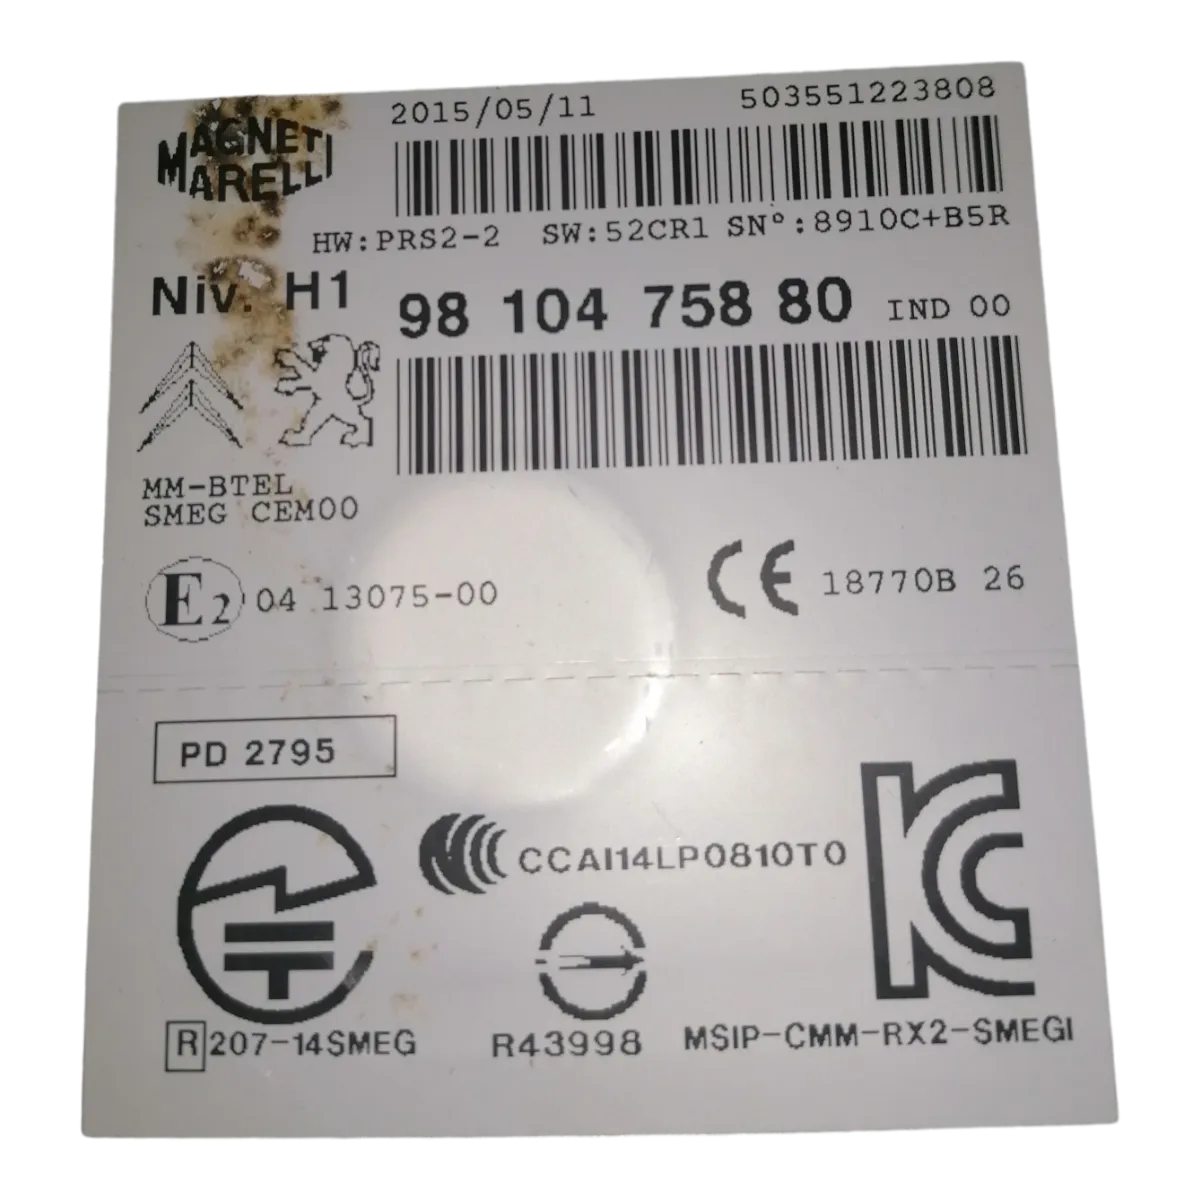 MAGNETI
MARELLI
2015/05/11 503551223808
HW:PRS2-2 SW:52CR1 SN°:8910C+B5R
Niv. H1 98 104 758 80 IND 00
MM-BTEL
SMEG CEM00
E2 04 13075-00 CE 18770B 26
PD 2795
CCAI14LP0810T0
R 207-14SMEG R43998 MSIP-CMM-RX2-SMEGI